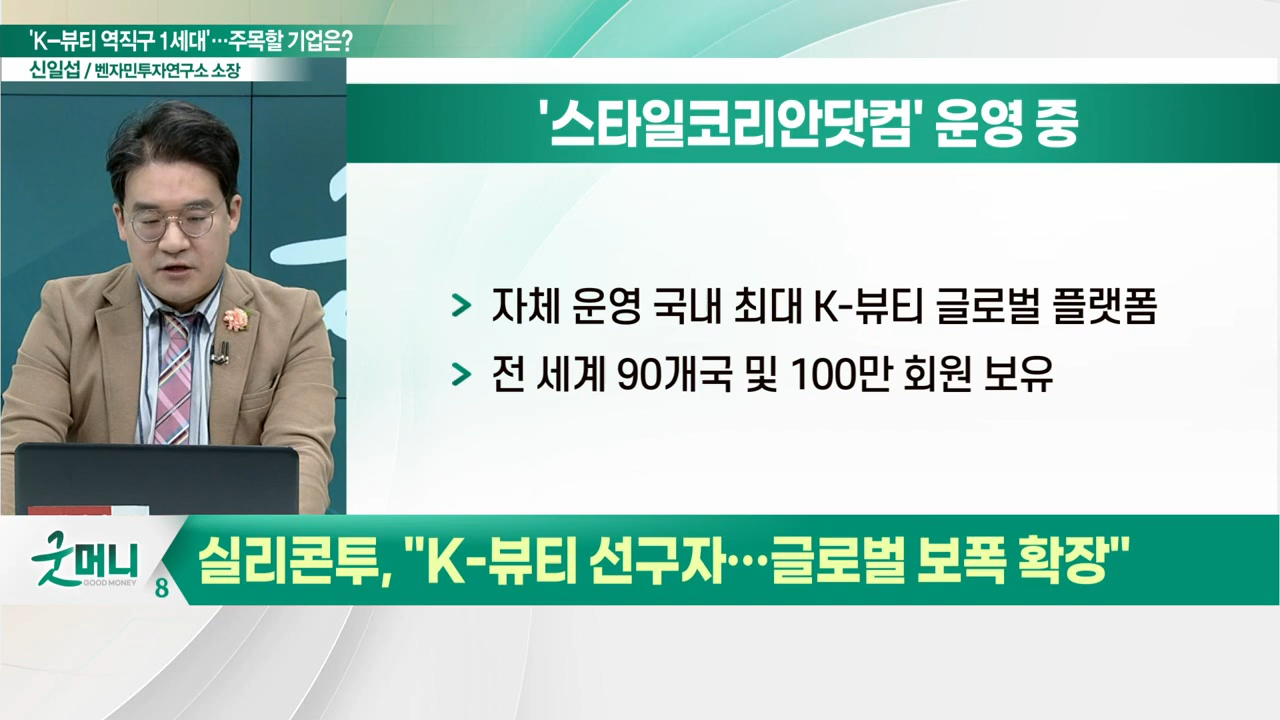 'K-뷰티 역직구 1세대'…주목할 기업은?
신일섭 / 벤자민투자연구소 소장
'스타일코리안닷컴' 운영 중
> 자체 운영 국내 최대 K-뷰티 글로벌 플랫폼
> 전 세계 90개국 및 100만 회원 보유
굿머니
GOOD MONEY
8
실리콘투, "K-뷰티 선구자…글로벌 보폭 확장"